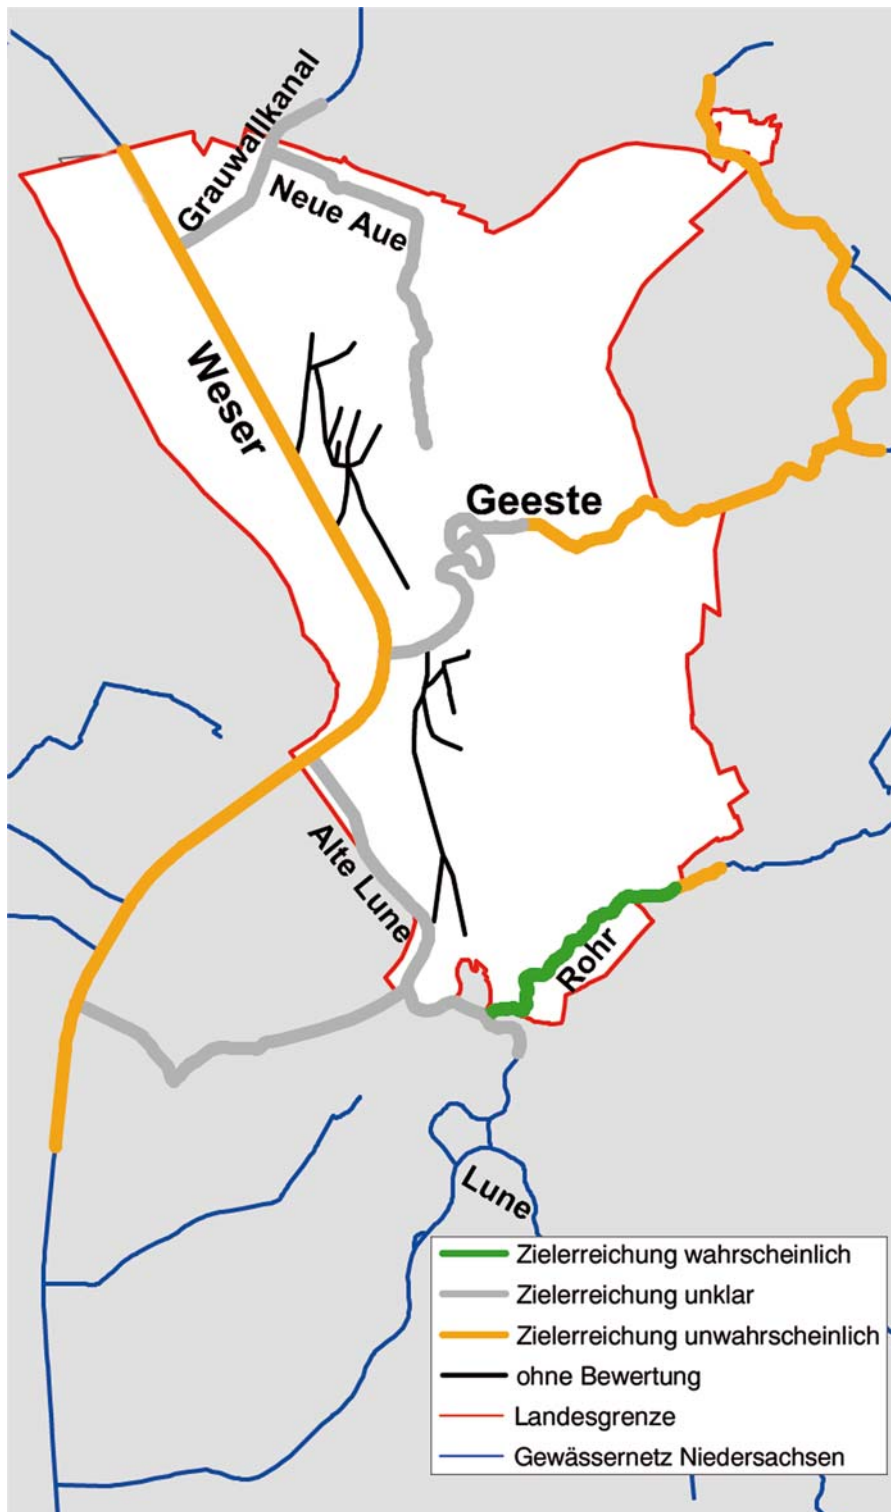 Grauwallkanal
Neue Aue
Weser
Geeste
Alte Lune
Rohr
Lune
Zielerreichung wahrscheinlich
Zielerreichung unklar
Zielerreichung unwahrscheinlich
ohne Bewertung
Landesgrenze
Gewässernetz Niedersachsen